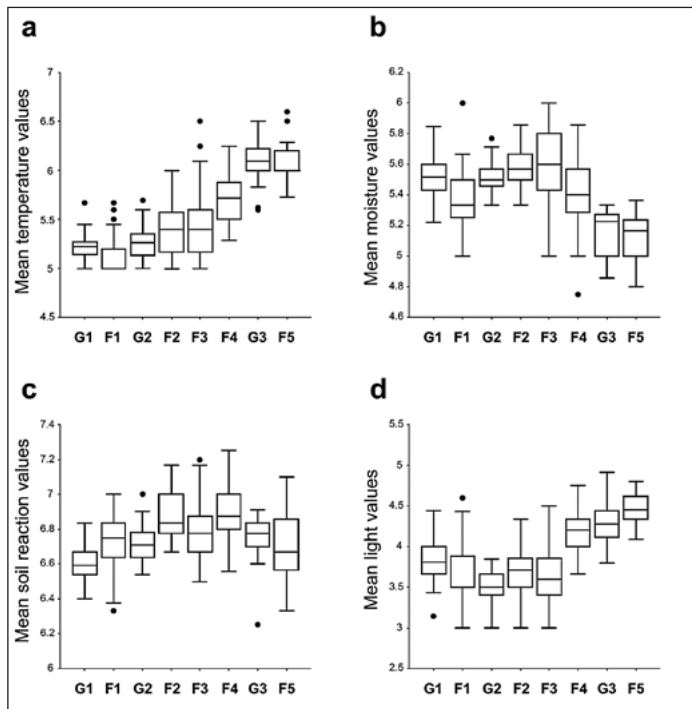 a
Mean temperature values
7
6.5
6
5.5
5
4.5
G1 F1 G2 F2 F3 F4 G3 F5
b
Mean moisture values
6.2
6
5.8
5.6
5.4
5.2
5
4.8
4.6
G1 F1 G2 F2 F3 F4 G3 F5
c
Mean soil reaction values
7.4
7.2
7
6.8
6.6
6.4
6.2
6
G1 F1 G2 F2 F3 F4 G3 F5
d
Mean light values
5.5
5
4.5
4
3.5
3
2.5
G1 F1 G2 F2 F3 F4 G3 F5